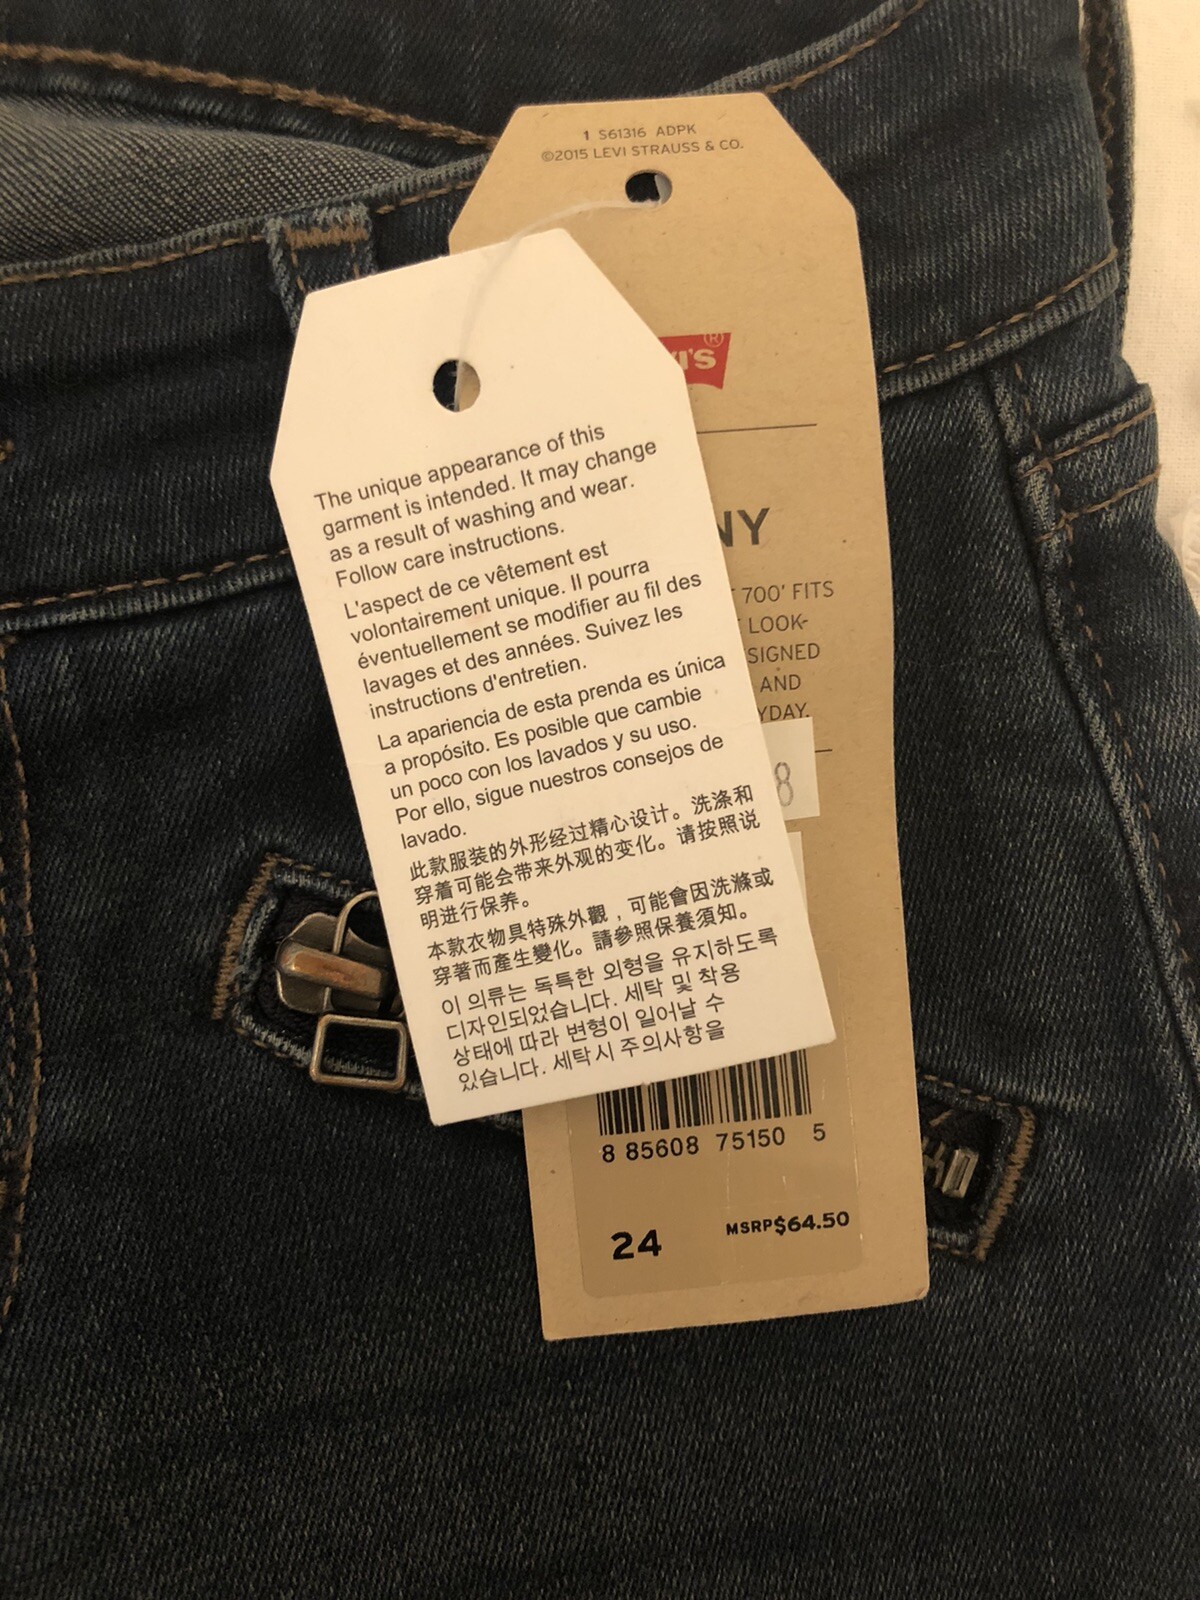 1 S61316 ADPK
©2015 LEVI STRAUSS & CO.
VI'S®
NY
700' FITS
LOOK-
SIGNED
AND
YDAY.
8
The unique appearance of this
garment is intended. It may change
as a result of washing and wear.
Follow care instructions.
L'aspect de ce vêtement est
volontairement unique. Il pourra
éventuellement se modifier au fil des
lavages et des années. Suivez les
instructions d'entretien.
La apariencia de esta prenda es única
a propósito. Es posible que cambie
un poco con los lavados y su uso.
Por ello, sigue nuestros consejos de
lavado.
此款服装的外形经过精心设计。洗涤和
穿着可能会带来外观的变化。请按照说
明进行保养。
本款衣物具特殊外觀，可能會因洗滌或
穿著而產生變化。請參照保養須知。
이 의류는 독특한 외형을 유지하도록
디자인되었습니다. 세탁 및 착용
상태에 따라 변형이 일어날 수
있습니다. 세탁시 주의사항을
8 85608 75150 5
24 MSRP$64.50